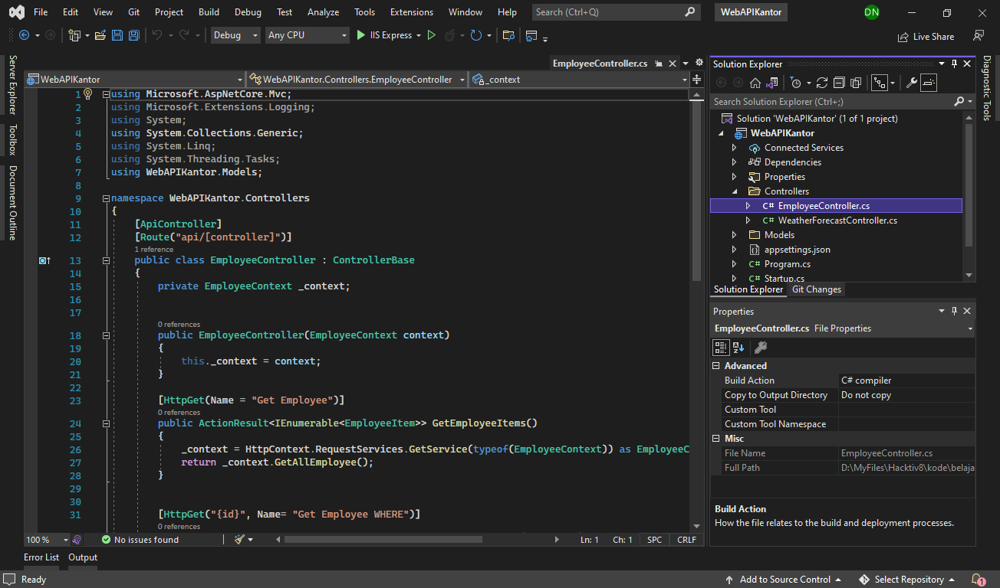 File Edit View Git Project Build Debug Test Analyze Tools Extensions Window Help Search (Ctrl+Q) WebAPIKantor DN
Debug Any CPU IIS Express Live Share
Server Explorer
Toolbox
Document Outline
EmployeeController.cs
WebAPIKantor WebAPIKantor.Controllers.EmployeeController _context
1 using Microsoft.AspNetCore.Mvc;
2 using Microsoft.Extensions.Logging;
3 using System;
4 using System.Collections.Generic;
5 using System.Linq;
6 using System.Threading.Tasks;
7 using WebAPIKantor.Models;
8
9 namespace WebAPIKantor.Controllers
10 {
11 [ApiController]
12 [Route("api/[controller]")]
1 reference
13 public class EmployeeController : ControllerBase
14 {
15 private EmployeeContext _context;
16
17
0 references
18 public EmployeeController(EmployeeContext context)
19 {
20 this._context = context;
21 }
22
23 [HttpGet(Name = "Get Employee")]
0 references
24 public ActionResult<IEnumerable<EmployeeItem>> GetEmployeeItems()
25 {
26 _context = HttpContext.RequestServices.GetService(typeof(EmployeeContext)) as EmployeeC
27 return _context.GetAllEmployee();
28 }
29
30
31 [HttpGet("{id}", Name= "Get Employee WHERE")]
0 references
100 % No issues found Ln: 1 Ch: 1 SPC CRLF
Error List Output
Solution Explorer
Search Solution Explorer (Ctrl+;)
Solution 'WebAPIKantor' (1 of 1 project)
WebAPIKantor
Connected Services
Dependencies
Properties
Controllers
C# EmployeeController.cs
C# WeatherForecastController.cs
Models
appsettings.json
C# Program.cs
C# Startup.cs
Solution Explorer Git Changes
Properties
EmployeeController.cs File Properties
Advanced
Build Action C# compiler
Copy to Output Directory Do not copy
Custom Tool
Custom Tool Namespace
Misc
File Name EmployeeController.cs
Full Path D:\MyFiles\Hacktiv8\kode\belaja
Build Action
How the file relates to the build and deployment processes.
Diagnostic Tools
Ready Add to Source Control Select Repository 1